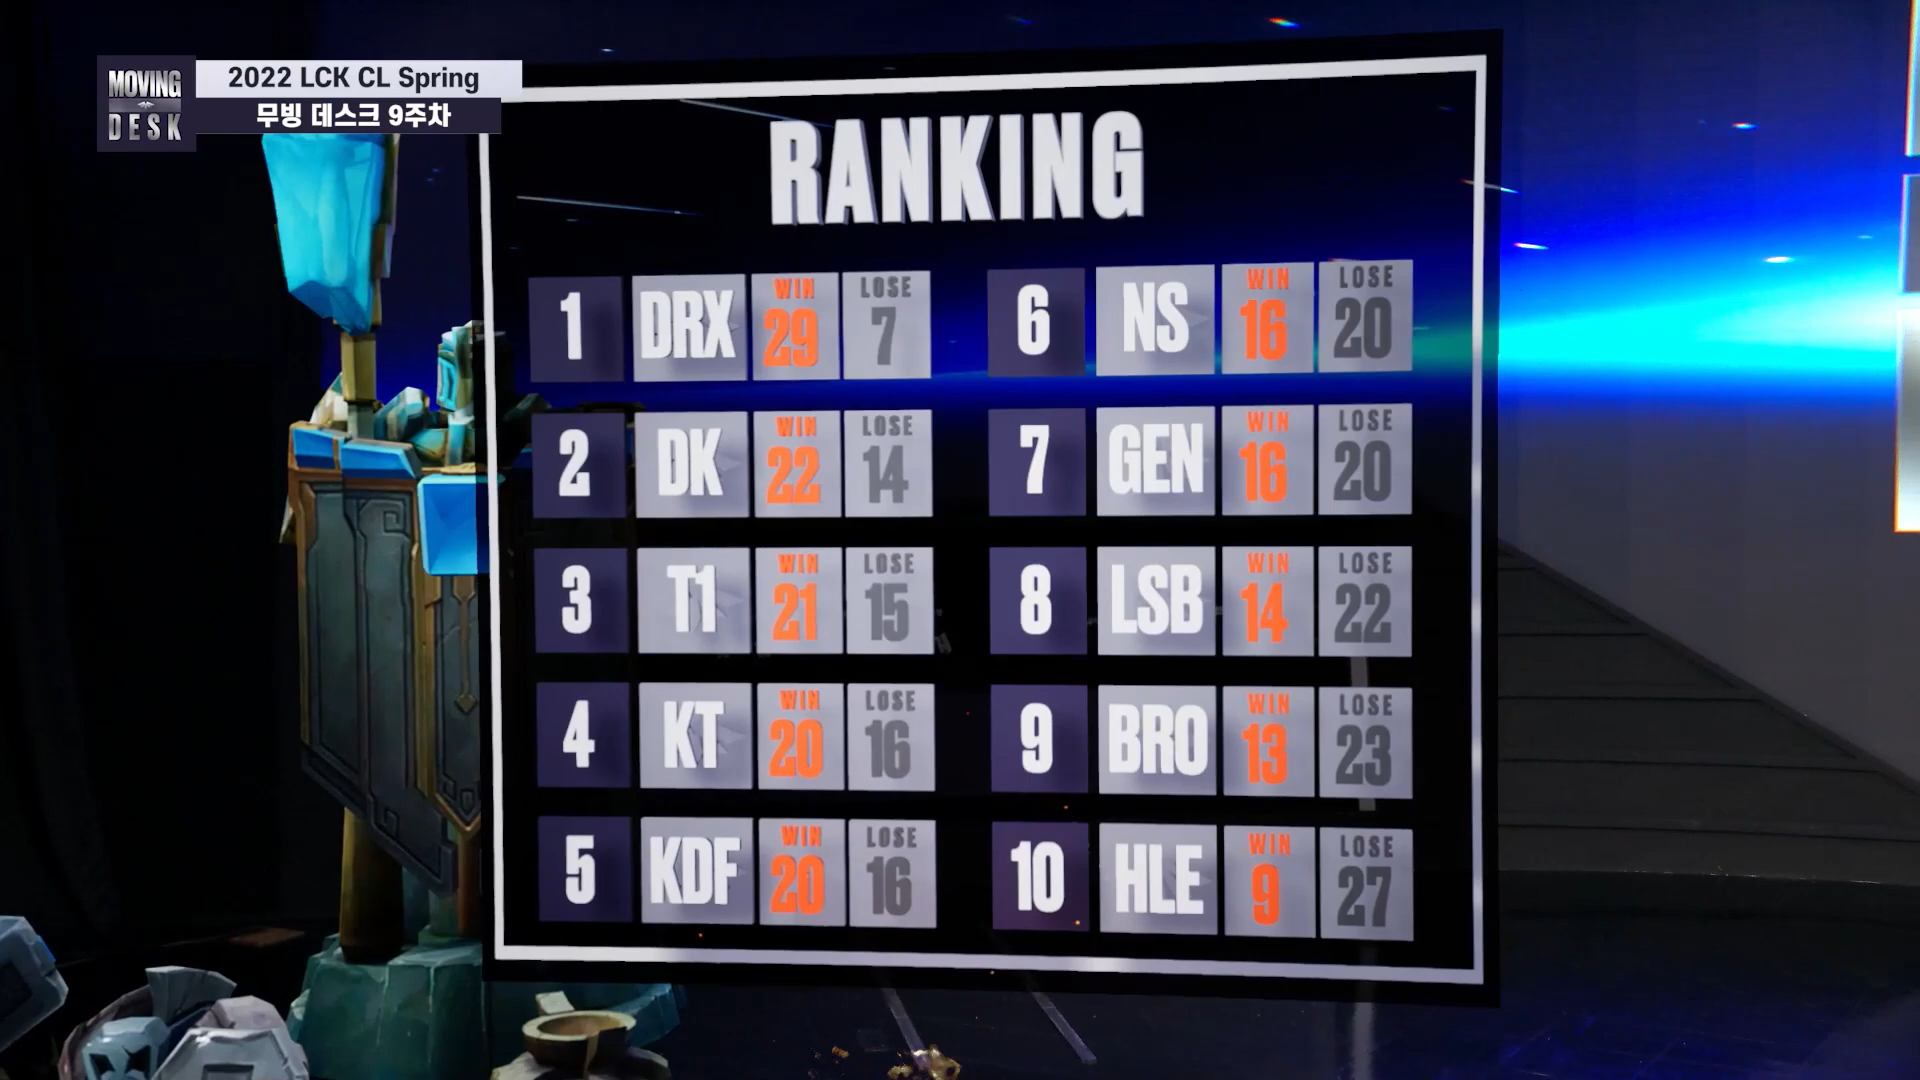 MOVING
DESK
2022 LCK CL Spring
무빙 데스크 9주차
RANKING
1 DRX WIN 29 LOSE 7
2 DK WIN 22 LOSE 14
3 T1 WIN 21 LOSE 15
4 KT WIN 20 LOSE 16
5 KDF WIN 20 LOSE 16
6 NS WIN 16 LOSE 20
7 GEN WIN 16 LOSE 20
8 LSB WIN 14 LOSE 22
9 BRO WIN 13 LOSE 23
10 HLE WIN 9 LOSE 27